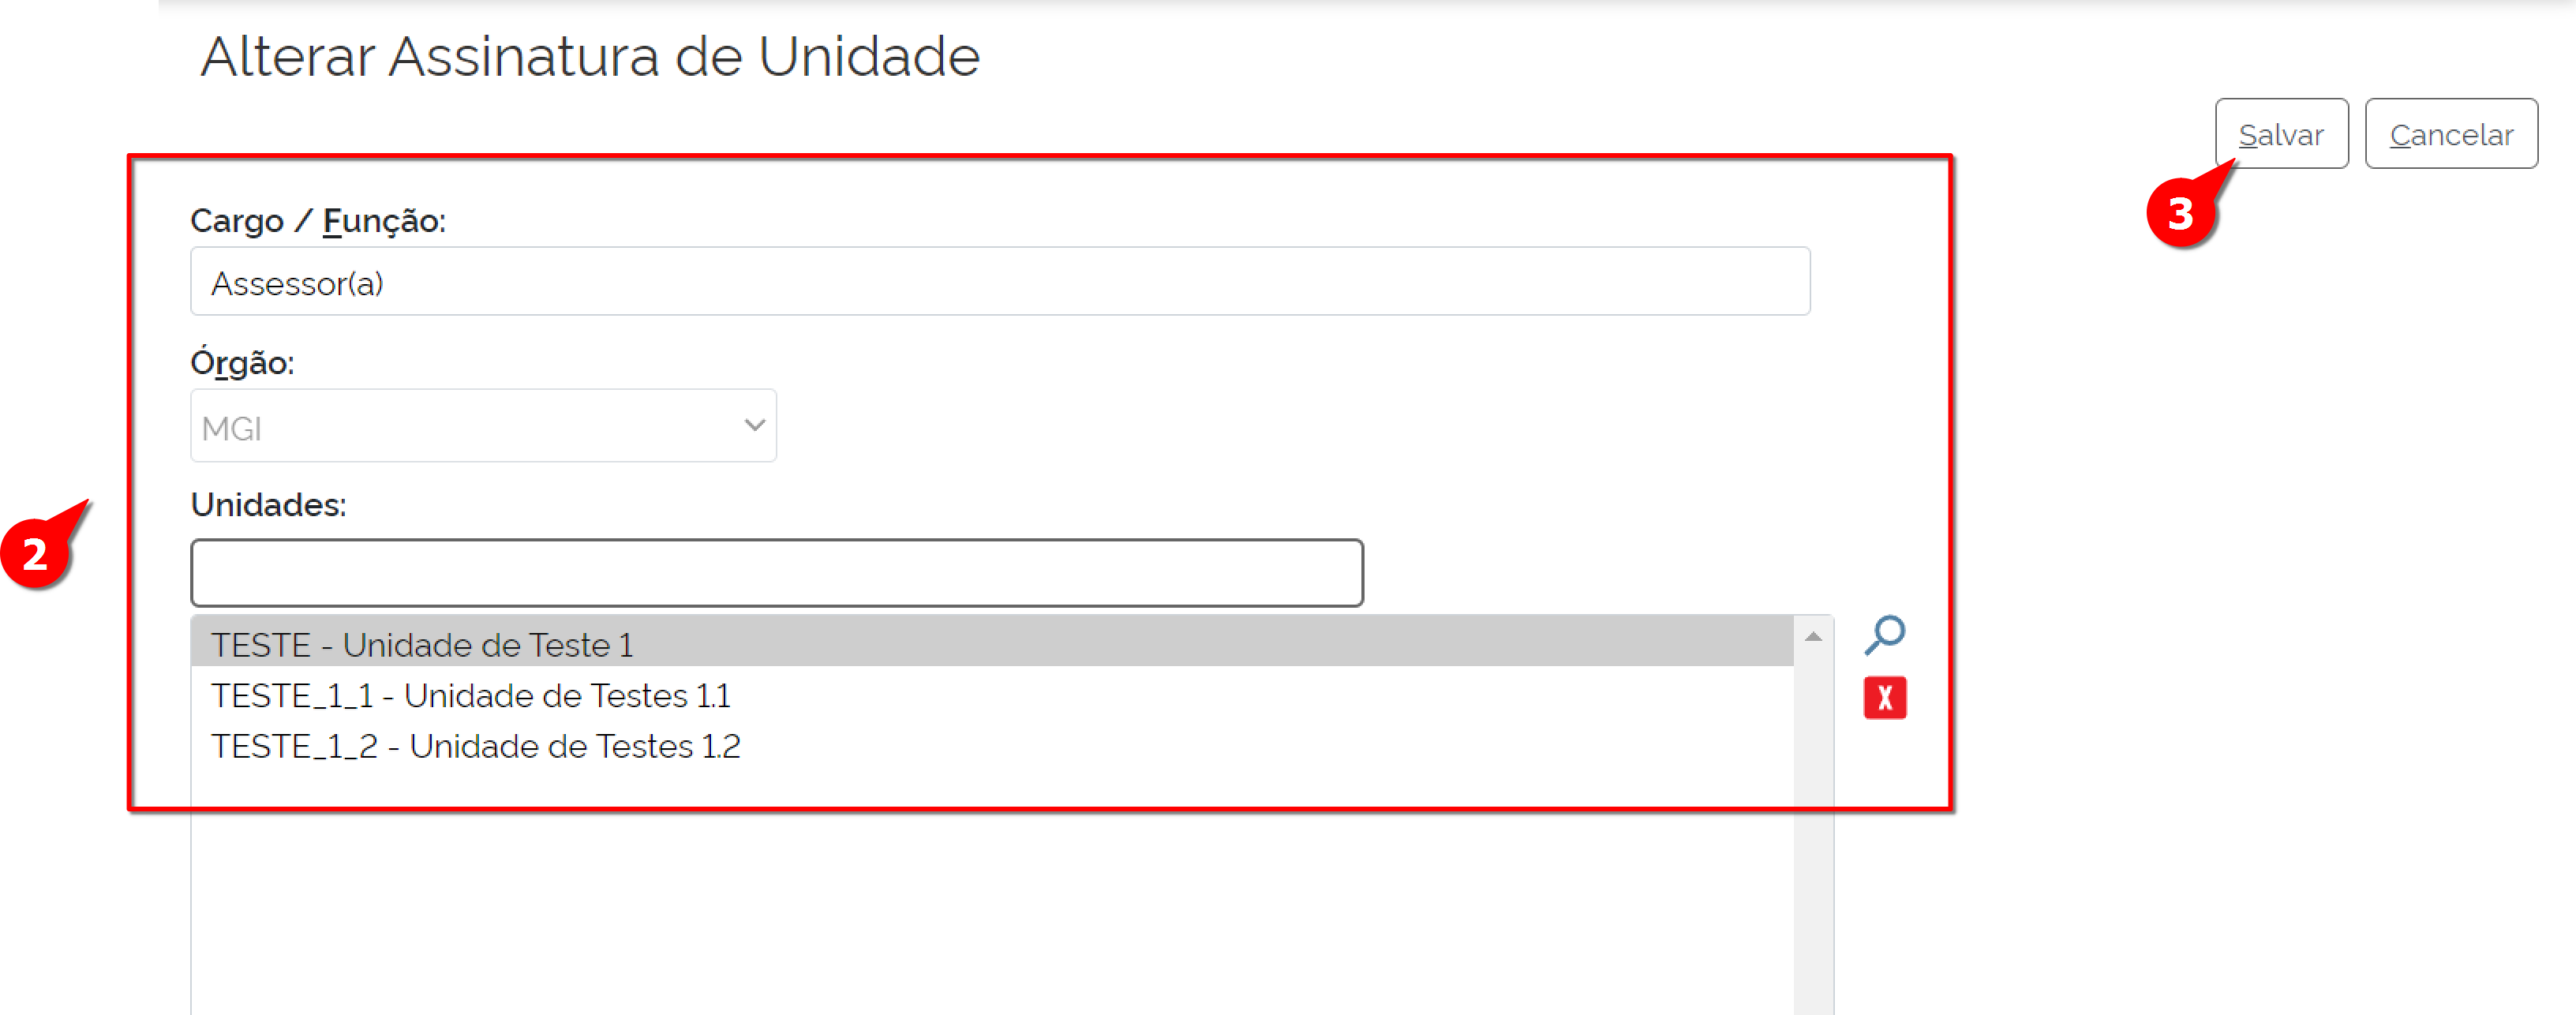 Alterar Assinatura de Unidade
Salvar
Cancelar
3
Cargo / Função:
Assessor(a)
Órgão:
MGI
Unidades:
2
TESTE - Unidade de Teste 1
TESTE_1_1 - Unidade de Testes 1.1
TESTE_1_2 - Unidade de Testes 1.2
X